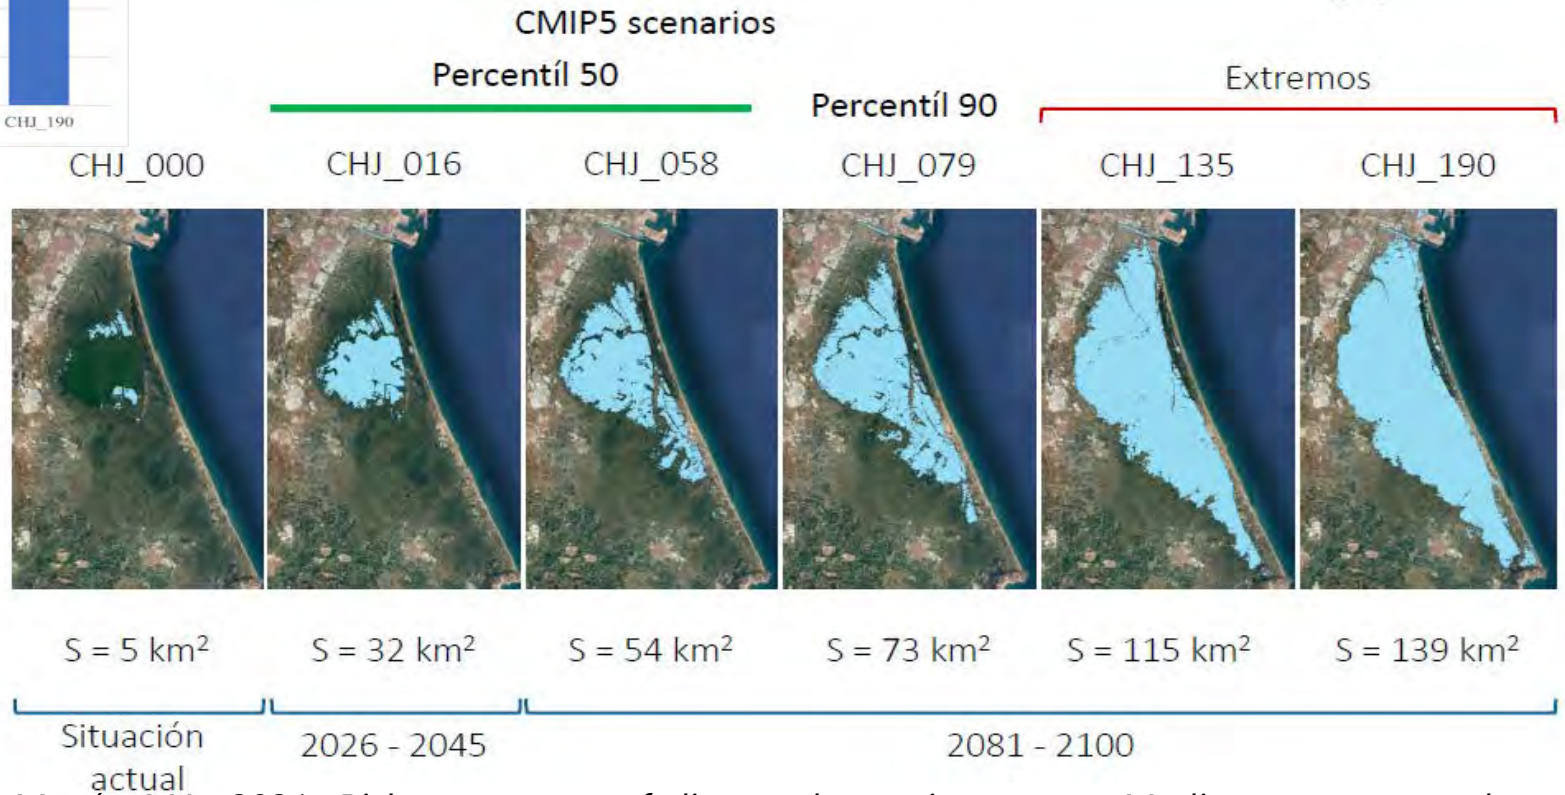 CMIP5 scenarios
Percentíl 50
Percentíl 90
Extremos
CHJ_190
CHJ_000
CHJ_016
CHJ_058
CHJ_079
CHJ_135
CHJ_190
S = 5 km²
S = 32 km²
S = 54 km²
S = 73 km²
S = 115 km²
S = 139 km²
Situación
actual
2026 - 2045
2081 - 2100